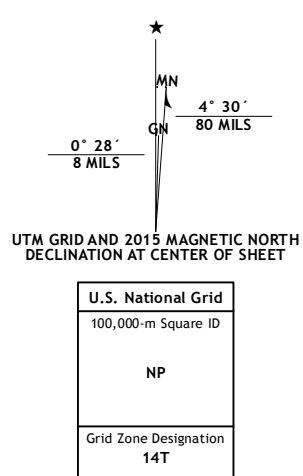 ★
MN
4° 30´
80 MILS
GN
0° 28´
8 MILS
UTM GRID AND 2015 MAGNETIC NORTH
DECLINATION AT CENTER OF SHEET
U.S. National Grid
100,000-m Square ID
NP
Grid Zone Designation
14T